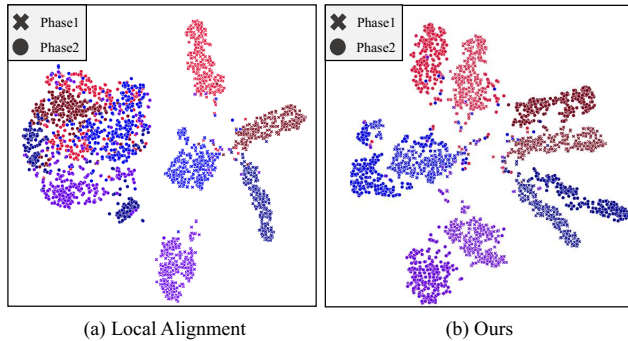 Phase1
Phase2
Phase1
Phase2
(a) Local Alignment
(b) Ours